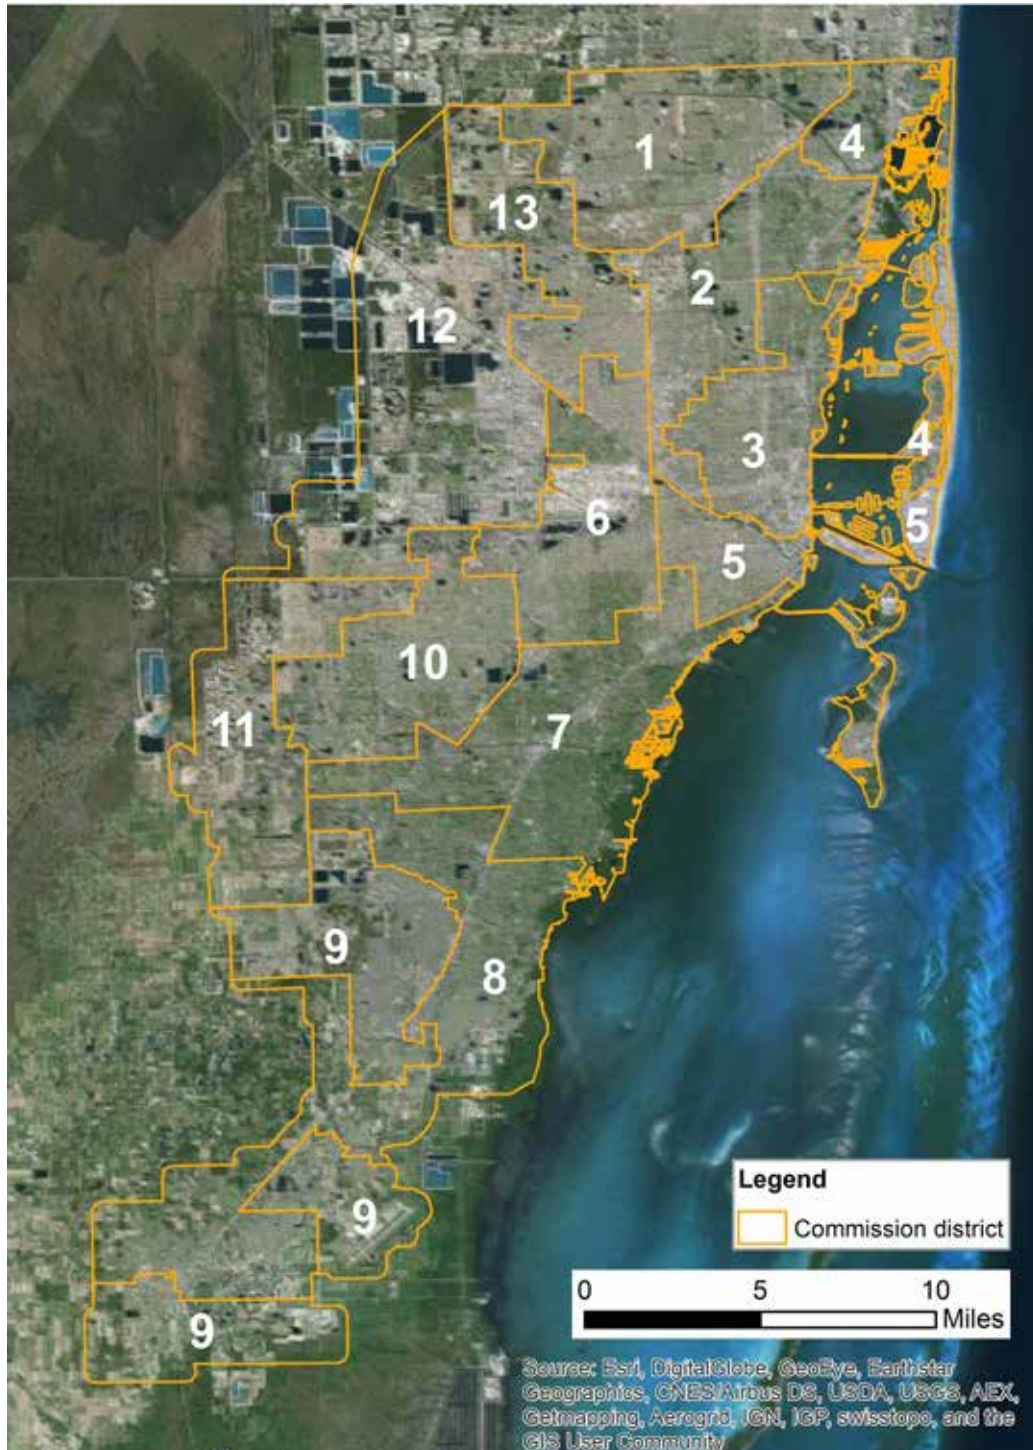 1
4
13
2
12
3
4
6
5
5
10
11
7
9
8
9
9
Legend
Commission district
0 5 10
Miles
Source: Esri, DigitalGlobe, GeoEye, Earthstar
Geographics, CNES/Airbus DS, USDA, USGS, AEX,
Getmapping, Aerogrid, IGN, IGP, swisstopo, and the
GIS User Community